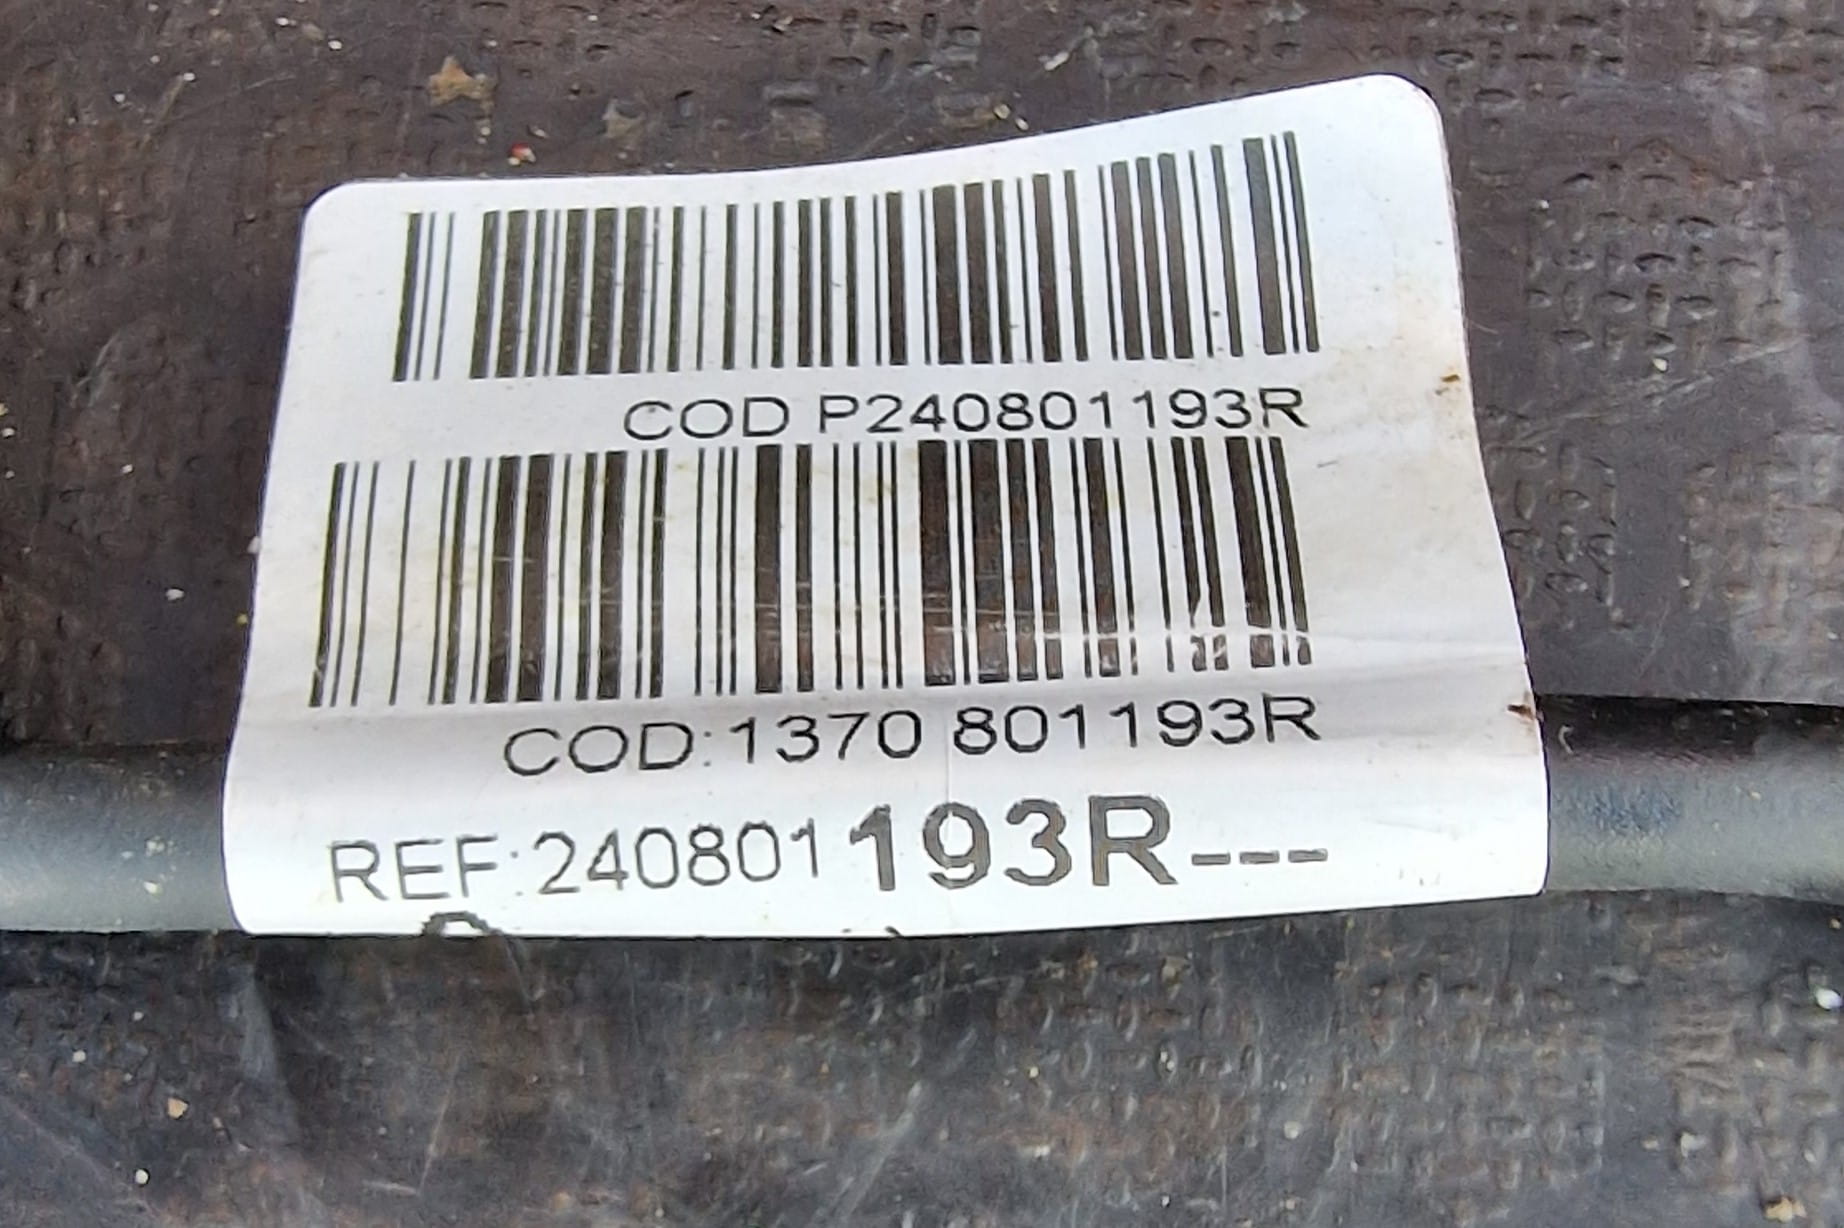 COD P240801193R
COD:1370 801193R
REF:240801193R---